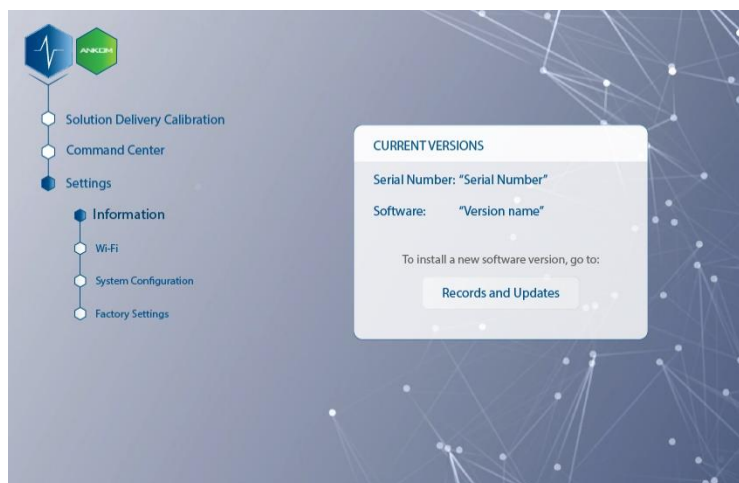 ANKOM
Solution Delivery Calibration
Command Center
Settings
Information
Wi-Fi
System Configuration
Factory Settings
CURRENT VERSIONS
Serial Number: “Serial Number”
Software: “Version name”
To install a new software version, go to:
Records and Updates